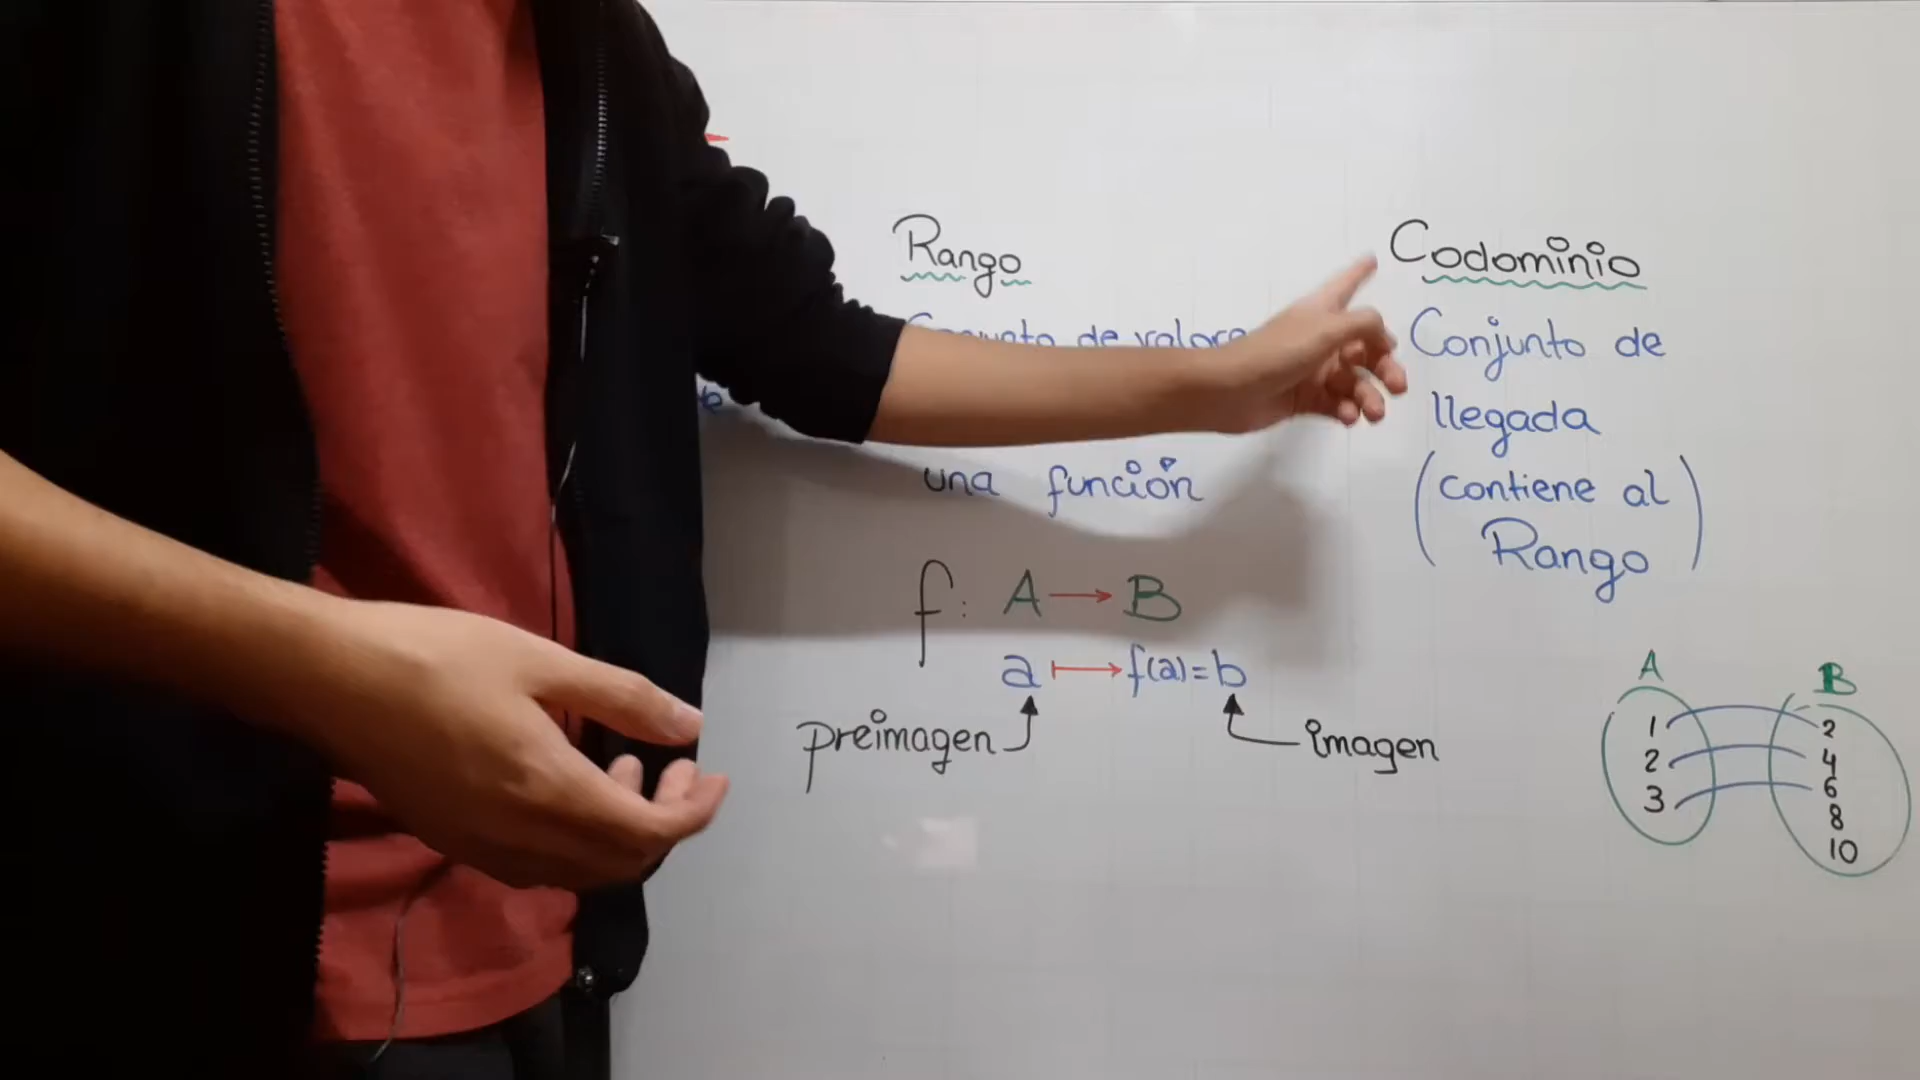 Rango
de
una función
f: A → B
a ↦ f(a)=b
preimagen
imagen
Codominio
Conjunto de
llegada
(contiene al
Rango)
A
1
2
3
B
2
4
6
8
10